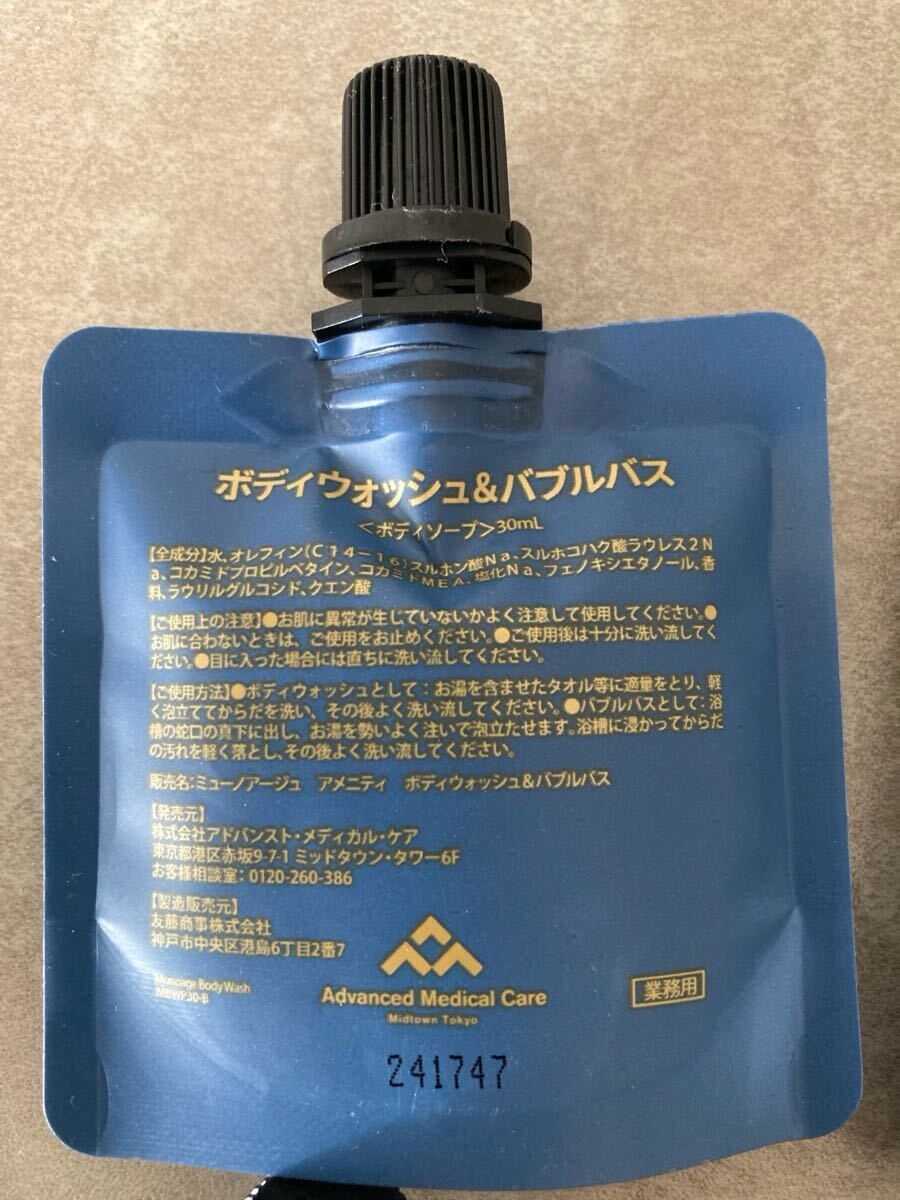 ボディウォッシュ&バブルバス
<ボディソープ>30mL
【全成分】水、オレフィン(C14-16)スルホン酸Na、スルホコハク酸ラウレス2N
a、コカミドプロピルベタイン、コカミドMEA、塩化Na、フェノキシエタノール、香
料、ラウリルグルコシド、クエン酸
【ご使用上の注意】●お肌に異常が生じていないかよく注意して使用してください。●
お肌に合わないときは、ご使用をお止めください。●ご使用後は十分に洗い流してく
ださい。●目に入った場合には直ちに洗い流してください。
【ご使用方法】●ボディウォッシュとして:お湯を含ませたタオル等に適量をとり、軽
く泡立ててからだを洗い、その後よく洗い流してください。●バブルバスとして:浴
槽の蛇口の真下に出し、お湯を勢いよく注いで泡立たせます。浴槽に浸かってからだ
の汚れを軽く落とし、その後よく洗い流してください。
販売名:ミューノアージュ アメニティ ボディウォッシュ&バブルバス
【発売元】
株式会社アドバンスト・メディカル・ケア
東京都港区赤坂9-7-1 ミッドタウン・タワー6F
お客様相談室:0120-260-386
【製造販売元】
友藤商事株式会社
神戸市中央区港島6丁目2番7
Munoage Body Wash
MBWP30-B
Advanced Medical Care
Midtown Tokyo
業務用
241747